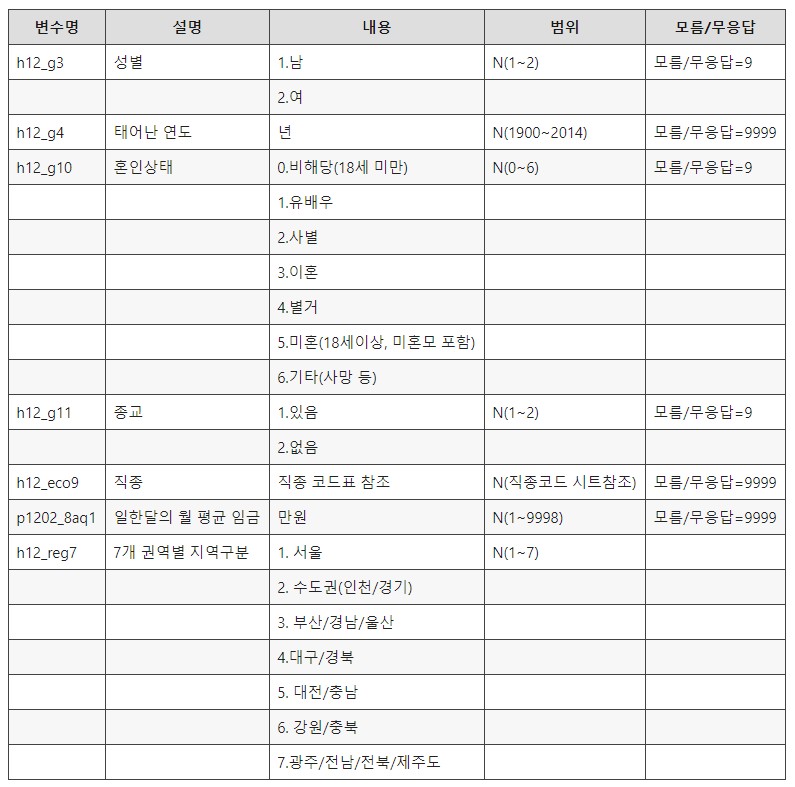 변수명 설명 내용 범위 모름/무응답
h12_g3 성별 1.남 N(1~2) 모름/무응답=9
2.여
h12_g4 태어난 연도 년 N(1900~2014) 모름/무응답=9999
h12_g10 혼인상태 0.비해당(18세 미만) N(0~6) 모름/무응답=9
1.유배우
2.사별
3.이혼
4.별거
5.미혼(18세이상, 미혼모 포함)
6.기타(사망 등)
h12_g11 종교 1.있음 N(1~2) 모름/무응답=9
2.없음
h12_eco9 직종 직종 코드표 참조 N(직종코드 시트참조) 모름/무응답=9999
p1202_8aq1 일한달의 월 평균 임금 만원 N(1~9998) 모름/무응답=9999
h12_reg7 7개 권역별 지역구분 1. 서울 N(1~7)
2. 수도권(인천/경기)
3. 부산/경남/울산
4.대구/경북
5. 대전/충남
6. 강원/충북
7.광주/전남/전북/제주도